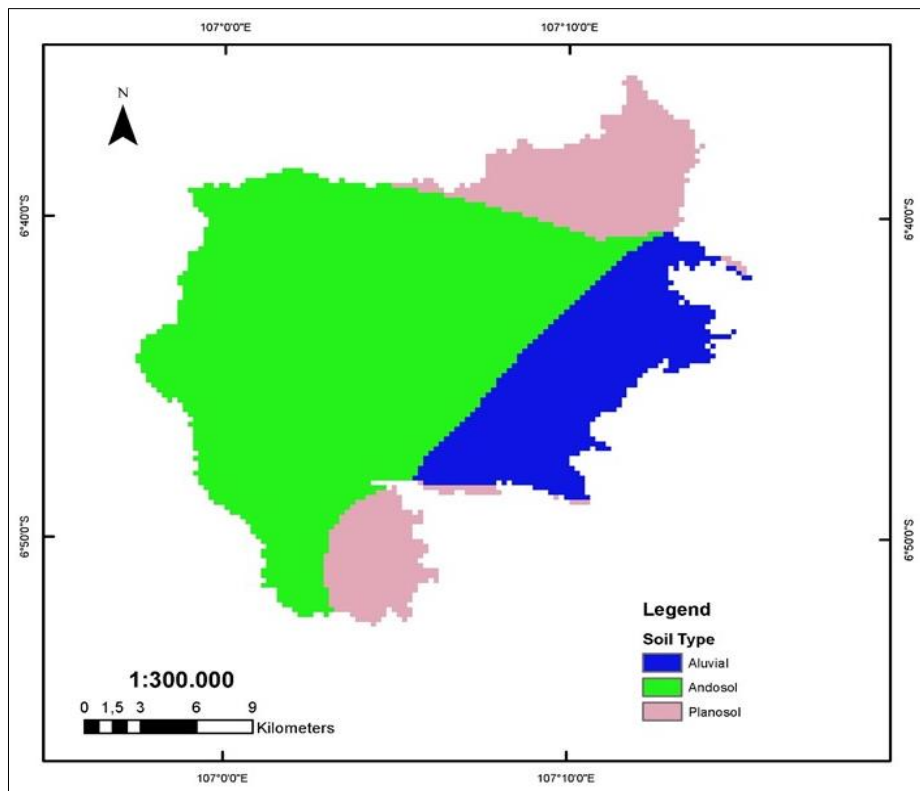 107°0'0"E 107°10'0"E
N
6°40'0"S 6°40'0"S
6°50'0"S 6°50'0"S
Legend
Soil Type
Aluvial
Andosol
Planosol
1:300.000
0 1,5 3 6 9
Kilometers
107°0'0"E 107°10'0"E